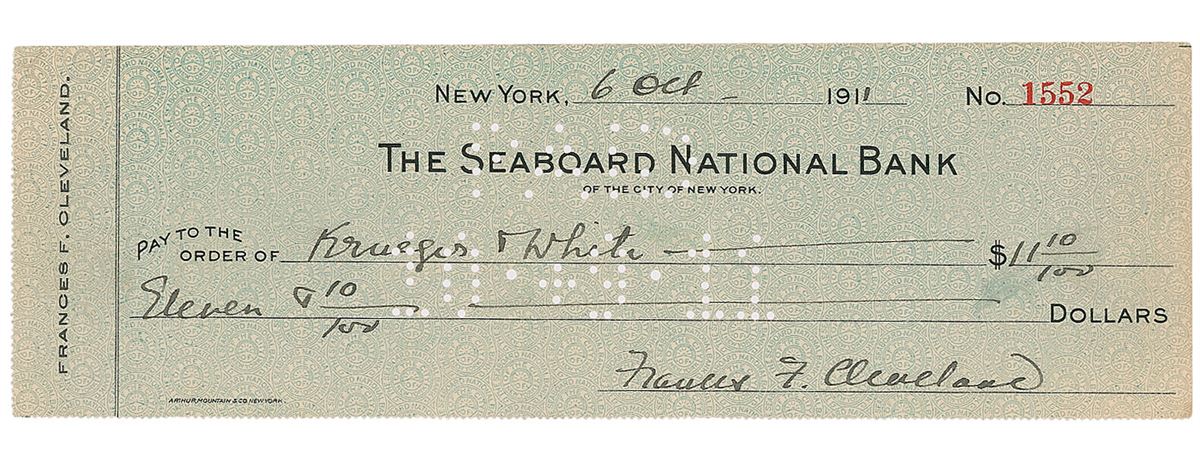 FRANCES F. CLEVELAND.
NEW YORK, 6 Oct 1911 No. 1552
THE SEABOARD NATIONAL BANK
OF THE CITY OF NEW YORK.
PAY TO THE ORDER OF Kruegers & White $11 10/100
Eleven & 10/100 DOLLARS
Frances F. Cleveland
ARTHUR, MOUNTAIN & CO. NEW YORK.